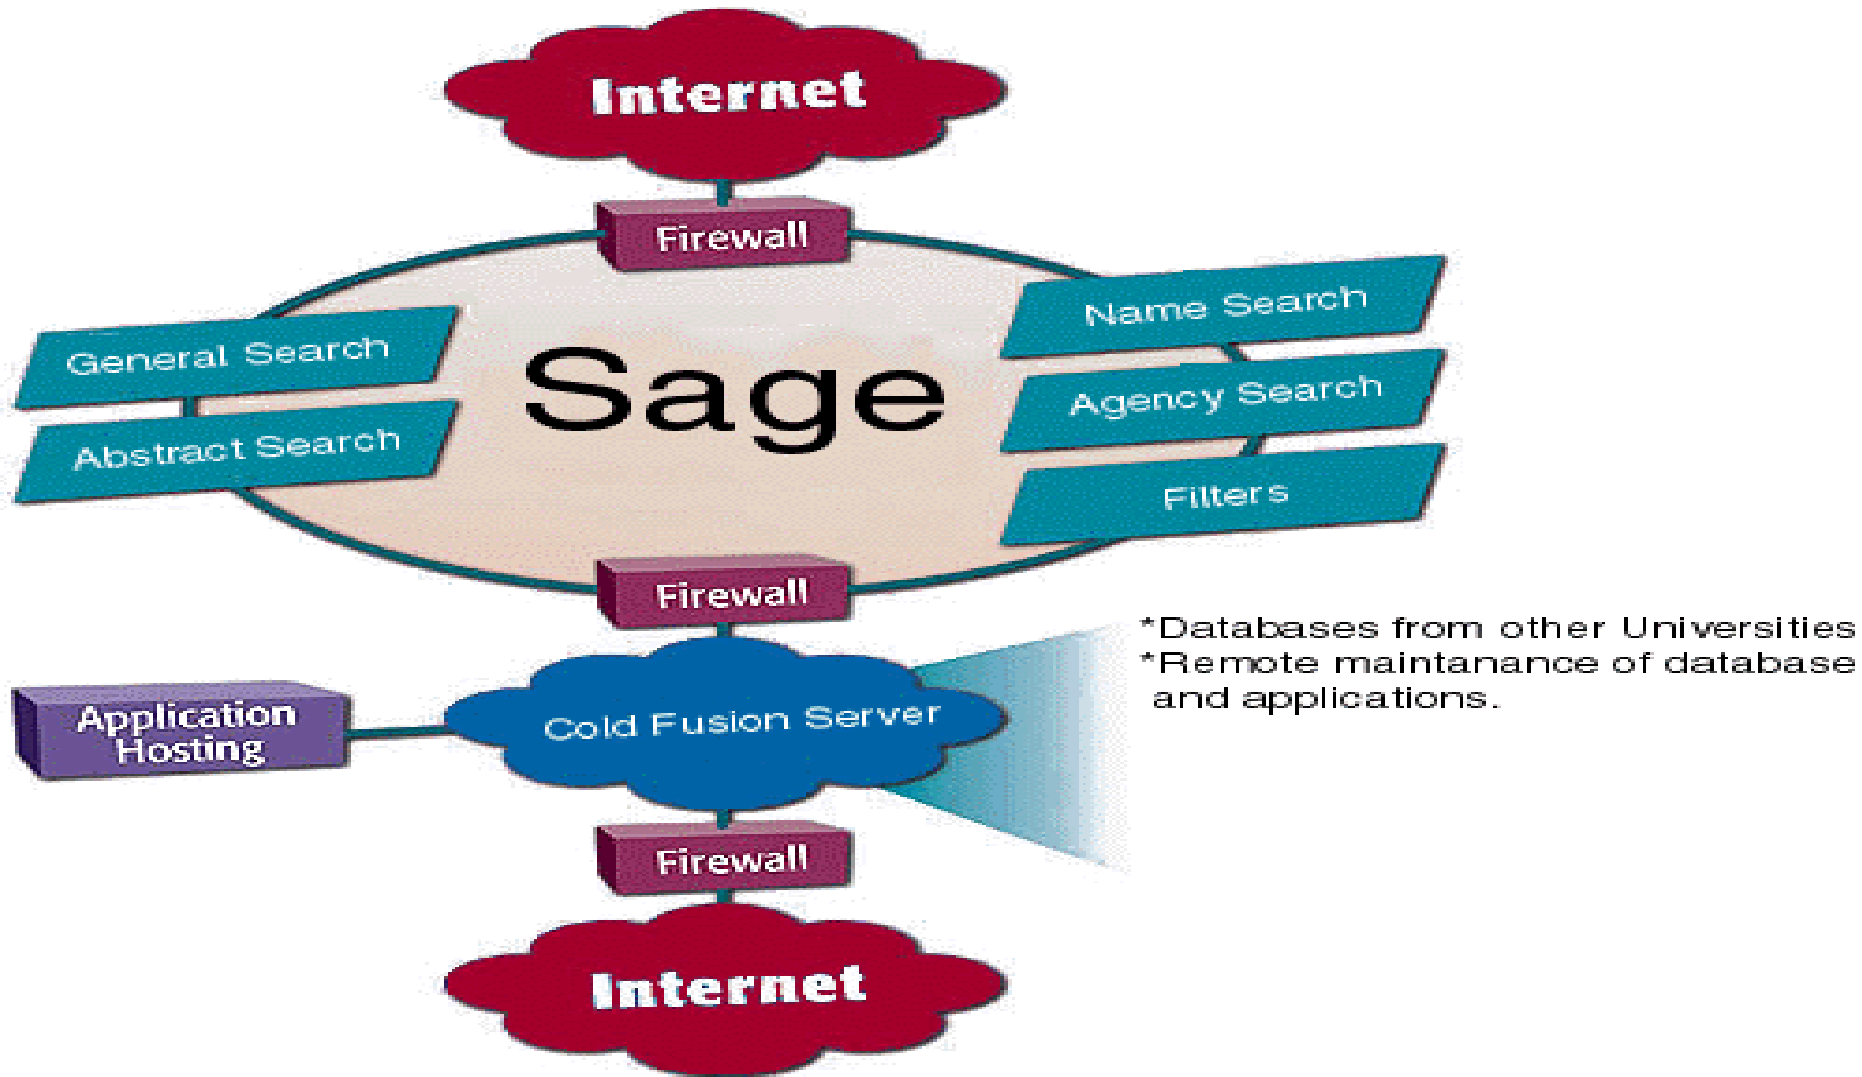 Internet
Firewall
Name Search
General Search
Sage
Agency Search
Abstract Search
Filters
Firewall
*Databases from other Universities
*Remote maintanance of database
and applications.
Application
Hosting
Cold Fusion Server
Firewall
Internet